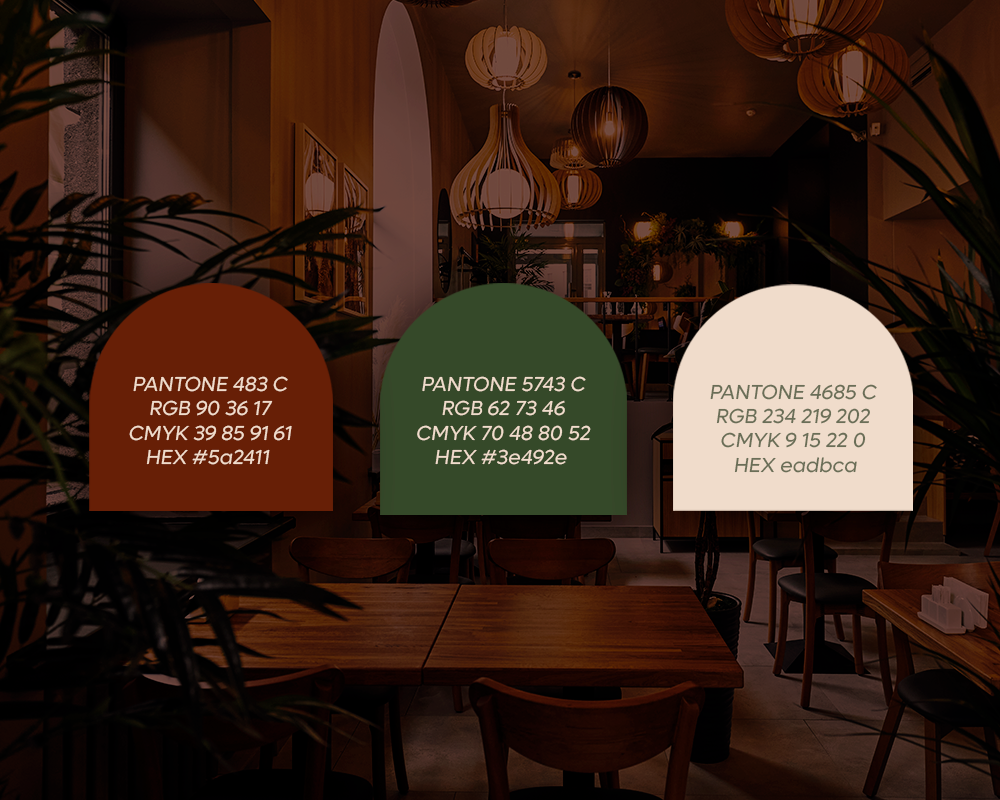 PANTONE 483 C
RGB 90 36 17
CMYK 39 85 91 61
HEX #5a2411
PANTONE 5743 C
RGB 62 73 46
CMYK 70 48 80 52
HEX #3e492e
PANTONE 4685 C
RGB 234 219 202
CMYK 9 15 22 0
HEX eadbca